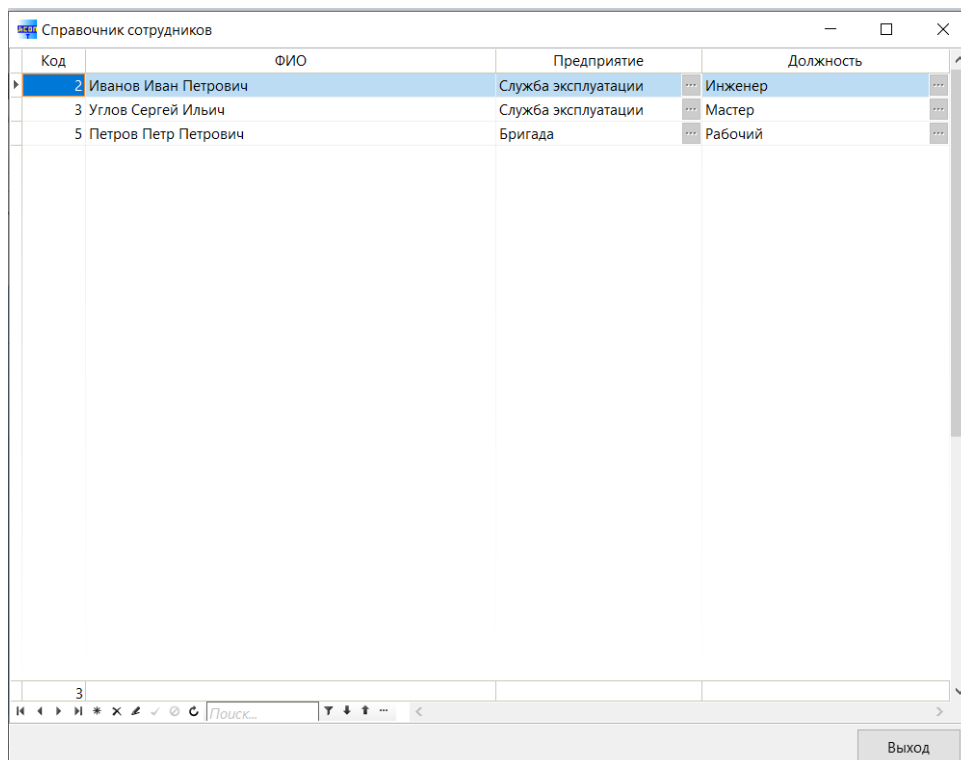 Справочник сотрудников
Код ФИО Предприятие Должность
2 Иванов Иван Петрович Служба эксплуатации ... Инженер ...
3 Углов Сергей Ильич Служба эксплуатации ... Мастер ...
5 Петров Петр Петрович Бригада ... Рабочий ...
3
Поиск...
Выход